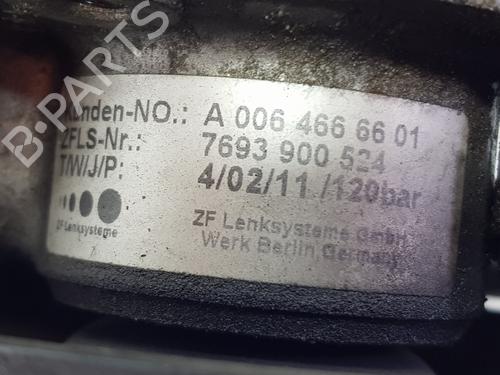 B-PARTS
Kunden-NO.: A 006 466 66 01
ZFLS-Nr.: 7693 900 524
T/W/J/P: 4/02/11 /120bar
ZF Lenksysteme GmbH
Werk Berlin, Germany
ZF Lenksysteme